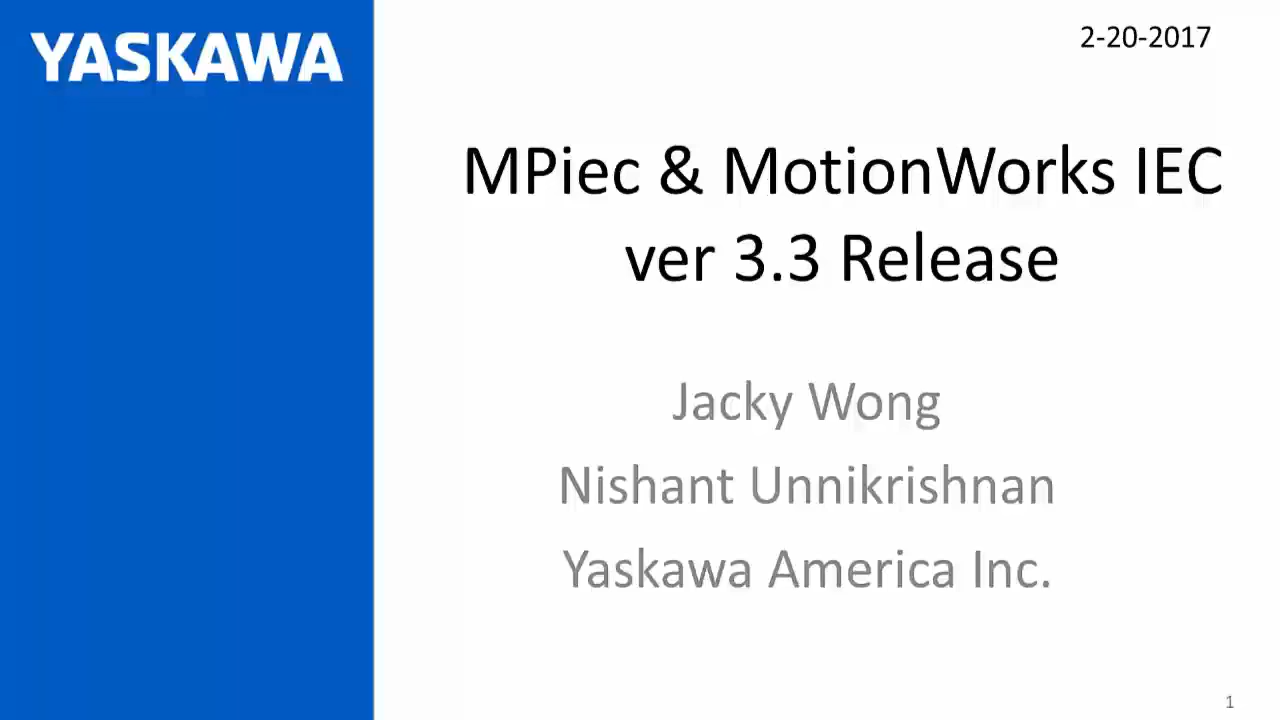 YASKAWA
2-20-2017
MPiec & MotionWorks IEC
ver 3.3 Release
Jacky Wong
Nishant Unnikrishnan
Yaskawa America Inc.
1